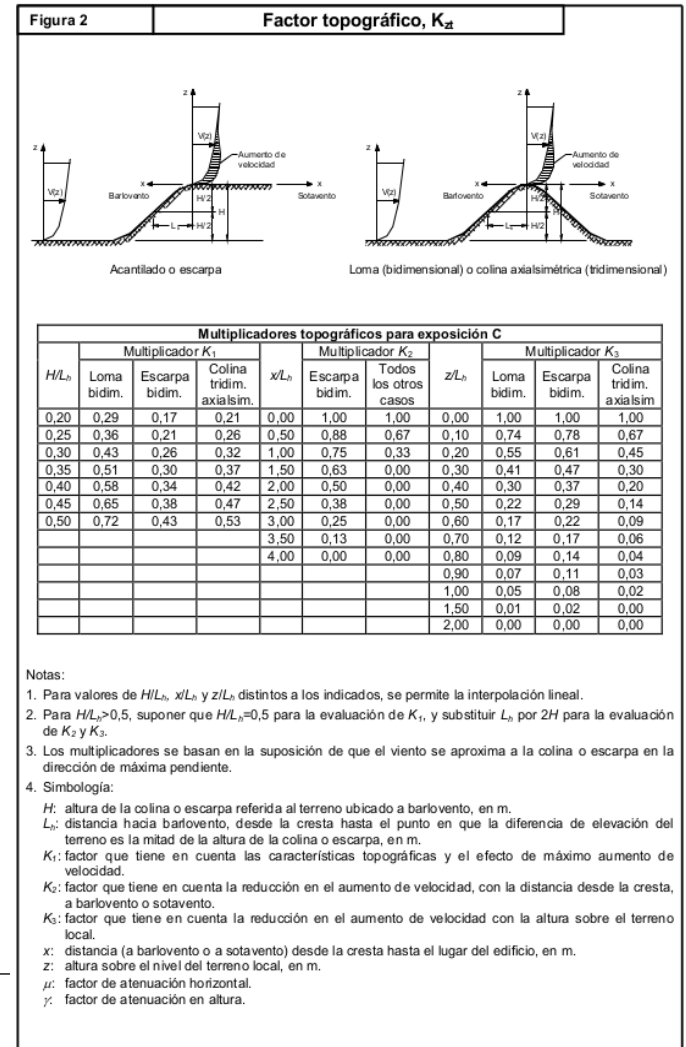 Figura 2
Factor topográfico, Kzt
z
z
V(z)
V(z)
Aumento de
velocidad
Aumento de
velocidad
z
z
x
x
x
x
V(z)
V(z)
Barlovento
H/2
Sotavento
Barlovento
H/2
Sotavento
H
H
H/2
H/2
Acantilado o escarpa
Loma (bidimensional) o colina axialsimétrica (tridimensional)
Multiplicadores topográficos para exposición C
H/Lh Multiplicador K1 x/Lh Multiplicador K2 z/Lh Multiplicador K3
Loma bidim. Escarpa bidim. Colina tridim. axialsim. Escarpa bidim. Todos los otros casos Loma bidim. Escarpa bidim. Colina tridim. axialsim
0,20 0,29 0,17 0,21 0,00 1,00 1,00 0,00 1,00 1,00 1,00
0,25 0,36 0,21 0,26 0,50 0,88 0,67 0,10 0,74 0,78 0,67
0,30 0,43 0,26 0,32 1,00 0,75 0,33 0,20 0,55 0,61 0,45
0,35 0,51 0,30 0,37 1,50 0,63 0,00 0,30 0,41 0,47 0,30
0,40 0,58 0,34 0,42 2,00 0,50 0,00 0,40 0,30 0,37 0,20
0,45 0,65 0,38 0,47 2,50 0,38 0,00 0,50 0,22 0,29 0,14
0,50 0,72 0,43 0,53 3,00 0,25 0,00 0,60 0,17 0,22 0,09
3,50 0,13 0,00 0,70 0,12 0,17 0,06
4,00 0,00 0,00 0,80 0,09 0,14 0,04
0,90 0,07 0,11 0,03
1,00 0,05 0,08 0,02
1,50 0,01 0,02 0,00
2,00 0,00 0,00 0,00
Notas:
1. Para valores de H/Lh, x/Lh y z/Lh distintos a los indicados, se permite la interpolación lineal.
2. Para H/Lh>0,5, suponer que H/Lh=0,5 para la evaluación de K1, y substituir Lh por 2H para la evaluación
de K2 y K3.
3. Los multiplicadores se basan en la suposición de que el viento se aproxima a la colina o escarpa en la
dirección de máxima pendiente.
4. Simbología:
H: altura de la colina o escarpa referida al terreno ubicado a barlovento, en m.
Lh: distancia hacia barlovento, desde la cresta hasta el punto en que la diferencia de elevación del
terreno es la mitad de la altura de la colina o escarpa, en m.
K1: factor que tiene en cuenta las características topográficas y el efecto de máximo aumento de
velocidad.
K2: factor que tiene en cuenta la reducción en el aumento de velocidad, con la distancia desde la cresta,
a barlovento o sotavento.
K3: factor que tiene en cuenta la reducción en el aumento de velocidad con la altura sobre el terreno
local.
x: distancia (a barlovento o a sotavento) desde la cresta hasta el lugar del edificio, en m.
z: altura sobre el nivel del terreno local, en m.
μ: factor de atenuación horizontal.
γ: factor de atenuación en altura.